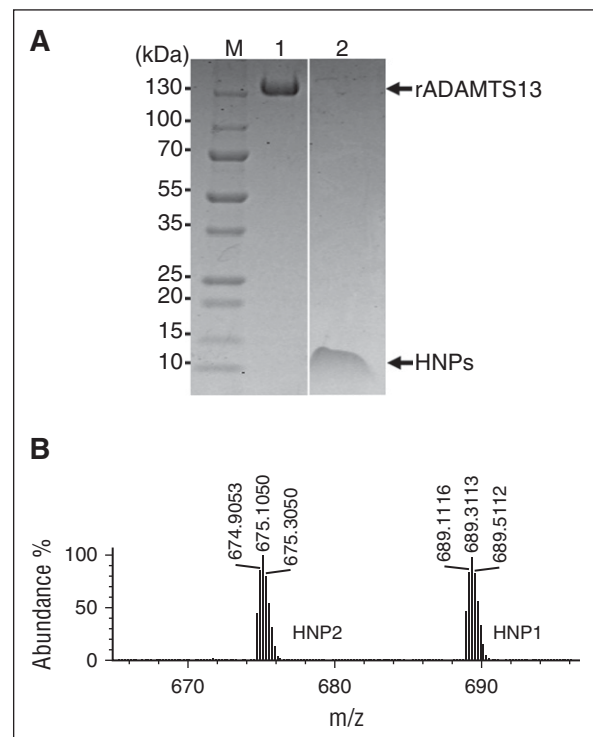 A
(kDa) M 1 2
130 rADAMTS13
100
70
55
35
25
20
15
10 HNPs
B
674.9053
675.1050
675.3050
689.1116
689.3113
689.5112
Abundance %
100
50
0
HNP2
HNP1
670 680 690
m/z